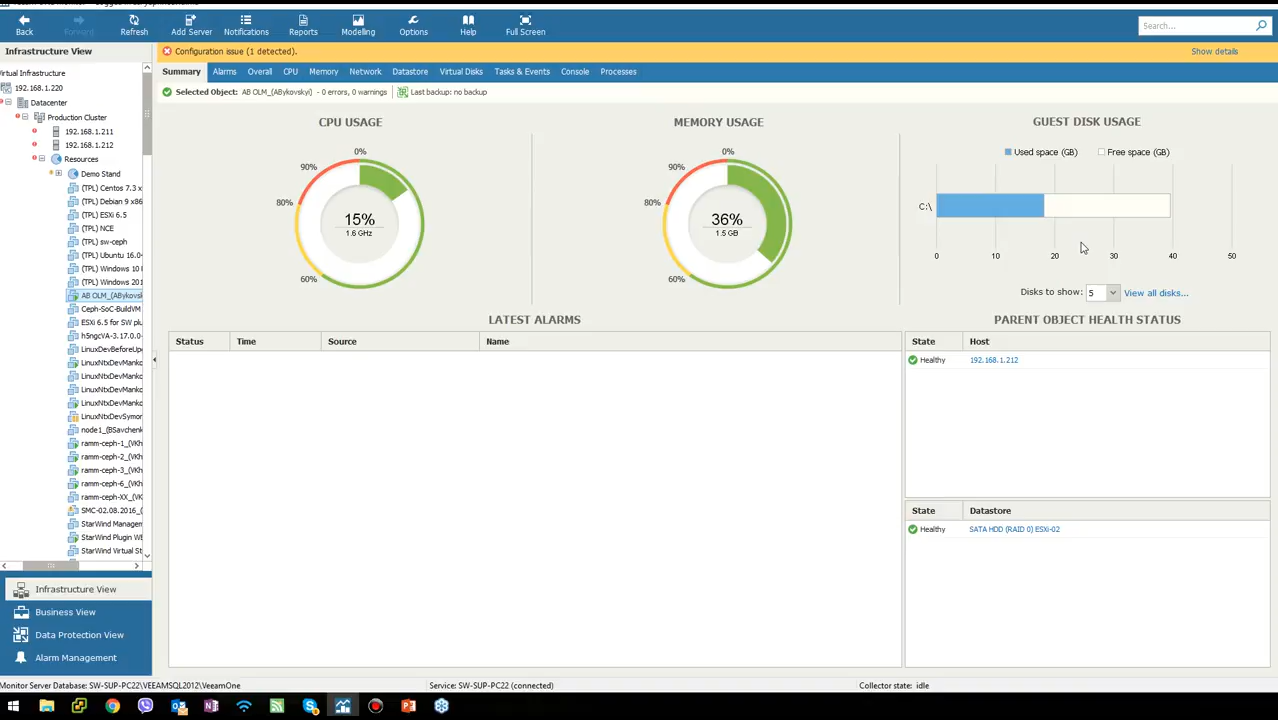 Back
Forward
Refresh
Add Server
Notifications
Reports
Modelling
Options
Help
Full Screen
Search...
Infrastructure View
Configuration issue (1 detected).
Show details
Summary
Alarms
Overall
CPU
Memory
Network
Datastore
Virtual Disks
Tasks & Events
Console
Processes
Selected Object: AB OLM_(ABykovskyi) - 0 errors, 0 warnings
Last backup: no backup
irtual Infrastructure
192.168.1.220
Datacenter
Production Cluster
192.168.1.211
192.168.1.212
Resources
Demo Stand
(TPL) Centos 7.3 x
(TPL) Debian 9 x86
(TPL) ESXi 6.5
(TPL) NCE
(TPL) sw-ceph
(TPL) Ubuntu 16.0
(TPL) Windows 10
(TPL) Windows 201
AB OLM_(ABykovsk
Ceph-SoC-BuildVM
ESXi 6.5 for SW plu
h5ngcVA-3.17.0.0
LinuxDevBeforeUp
LinuxNtxDevManko
LinuxNtxDevManko
LinuxNtxDevManko
LinuxNtxDevManko
LinuxNtxDevSymor
node1_(BSavchenk
ramm-ceph-1_(VKh
ramm-ceph-2_(VKh
ramm-ceph-3_(VKh
ramm-ceph-6_(VKh
ramm-ceph-XX_(VK
SMC-02.08.2016_(
StarWind Managem
StarWind Plugin WE
StarWind Virtual St
CPU USAGE
0%
90%
80%
60%
15%
1.6 GHz
MEMORY USAGE
0%
90%
80%
60%
36%
1.5 GB
GUEST DISK USAGE
Used space (GB)
Free space (GB)
C:\
0 10 20 30 40 50
Disks to show: 5
View all disks...
LATEST ALARMS
Status Time Source Name
PARENT OBJECT HEALTH STATUS
State Host
Healthy 192.168.1.212
State Datastore
Healthy SATA HDD (RAID 0) ESXi-02
Infrastructure View
Business View
Data Protection View
Alarm Management
Monitor Server Database: SW-SUP-PC22\VEEAMSQL2012\VeeamOne
Service: SW-SUP-PC22 (connected)
Collector state: idle